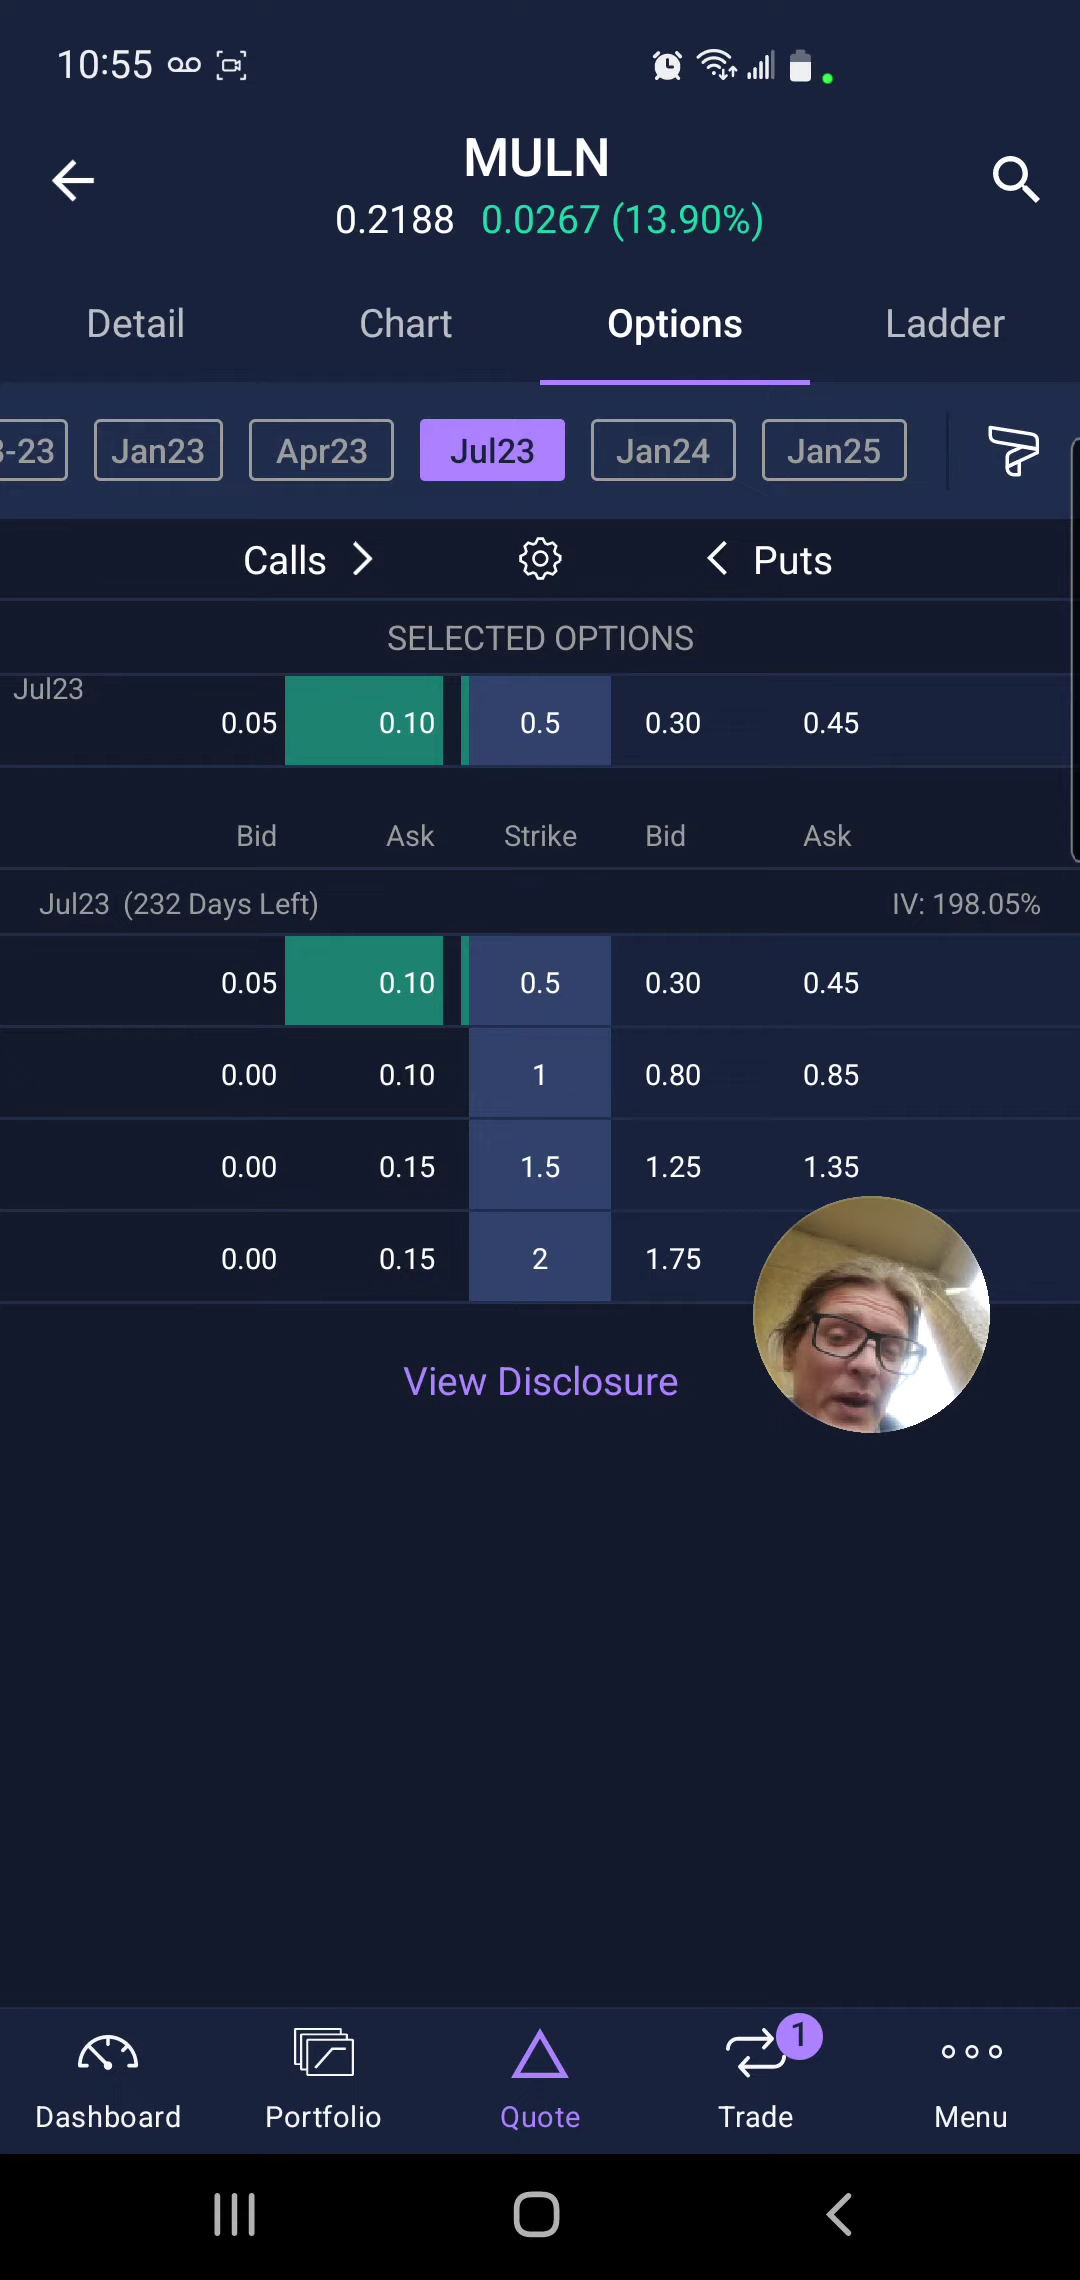 10:55
MULN
0.2188 0.0267 (13.90%)
Detail Chart Options Ladder
3-23 Jan23 Apr23 Jul23 Jan24 Jan25
Calls Puts
SELECTED OPTIONS
Jul23
0.05 0.10 0.5 0.30 0.45
Bid Ask Strike Bid Ask
Jul23 (232 Days Left) IV: 198.05%
0.05 0.10 0.5 0.30 0.45
0.00 0.10 1 0.80 0.85
0.00 0.15 1.5 1.25 1.35
0.00 0.15 2 1.75
View Disclosure
1
Dashboard Portfolio Quote Trade Menu